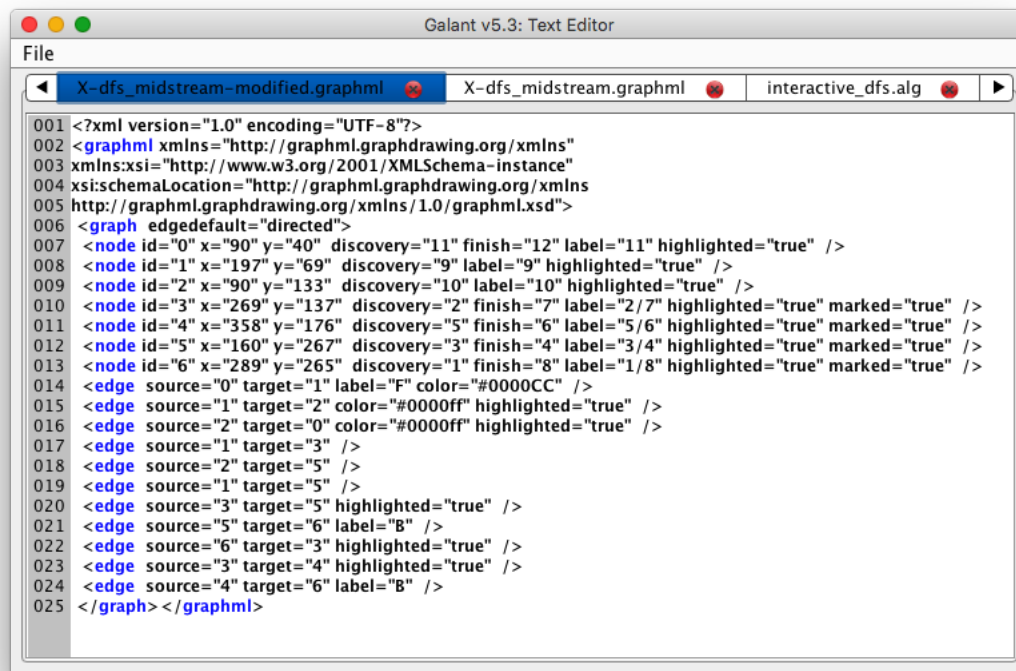 Galant v5.3: Text Editor
File
X-dfs_midstream-modified.graphml X-dfs_midstream.graphml interactive_dfs.alg
001 <?xml version="1.0" encoding="UTF-8"?>
002 <graphml xmlns="http://graphml.graphdrawing.org/xmlns"
003 xmlns:xsi="http://www.w3.org/2001/XMLSchema-instance"
004 xsi:schemaLocation="http://graphml.graphdrawing.org/xmlns
005 http://graphml.graphdrawing.org/xmlns/1.0/graphml.xsd">
006 <graph edgedefault="directed">
007 <node id="0" x="90" y="40" discovery="11" finish="12" label="11" highlighted="true" />
008 <node id="1" x="197" y="69" discovery="9" label="9" highlighted="true" />
009 <node id="2" x="90" y="133" discovery="10" label="10" highlighted="true" />
010 <node id="3" x="269" y="137" discovery="2" finish="7" label="2/7" highlighted="true" marked="true" />
011 <node id="4" x="358" y="176" discovery="5" finish="6" label="5/6" highlighted="true" marked="true" />
012 <node id="5" x="160" y="267" discovery="3" finish="4" label="3/4" highlighted="true" marked="true" />
013 <node id="6" x="289" y="265" discovery="1" finish="8" label="1/8" highlighted="true" marked="true" />
014 <edge source="0" target="1" label="F" color="#0000CC" />
015 <edge source="1" target="2" color="#0000ff" highlighted="true" />
016 <edge source="2" target="0" color="#0000ff" highlighted="true" />
017 <edge source="1" target="3" />
018 <edge source="2" target="5" />
019 <edge source="1" target="5" />
020 <edge source="3" target="5" highlighted="true" />
021 <edge source="5" target="6" label="B" />
022 <edge source="6" target="3" highlighted="true" />
023 <edge source="3" target="4" highlighted="true" />
024 <edge source="4" target="6" label="B" />
025 </graph></graphml>